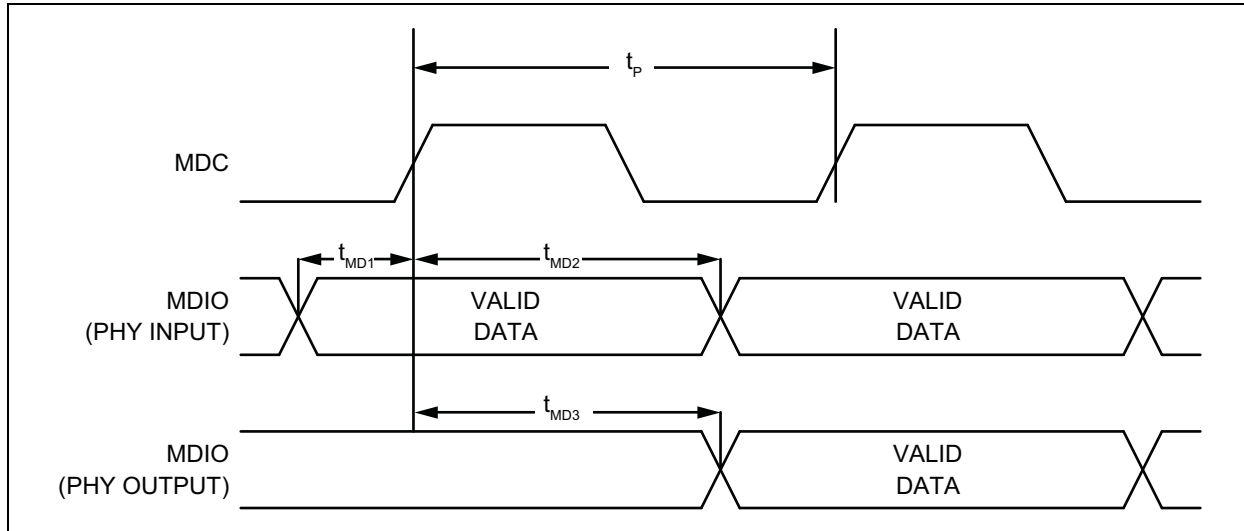 tP
MDC
tMD1
tMD2
MDIO
(PHY INPUT)
VALID
DATA
VALID
DATA
tMD3
MDIO
(PHY OUTPUT)
VALID
DATA